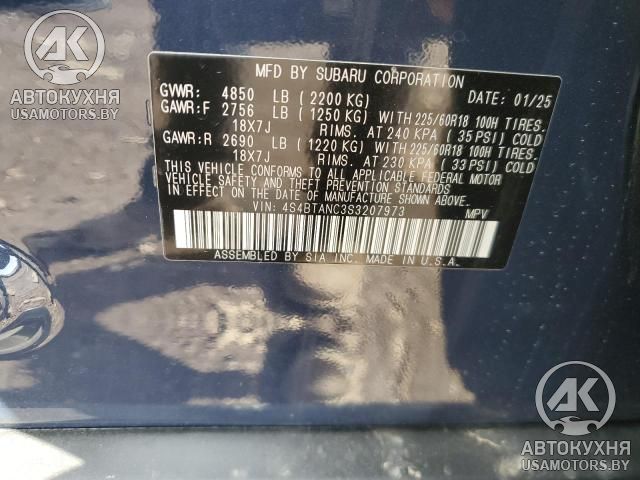 AK
АВТОКУХНЯ
USAMOTORS.BY
MFD BY SUBARU CORPORATION
GVWR: 4850 LB ( 2200 KG) DATE: 01/25
GAWR:F 2756 LB ( 1250 KG) WITH 225/60R18 100H TIRES.
18X7J RIMS. AT 240 KPA ( 35 PSI) COLD
GAWR:R 2690 LB ( 1220 KG) WITH 225/60R18 100H TIRES.
18X7J RIMS. AT 230 KPA ( 33 PSI) COLD
THIS VEHICLE CONFORMS TO ALL APPLICABLE FEDERAL MOTOR
VEHICLE SAFETY AND THEFT PREVENTION STANDARDS IN
EFFECT ON THE DATE OF MANUFACTURE SHOWN ABOVE.
VIN: 4S4BTANC3S3207973 MPV
ASSEMBLED BY SIA INC. MADE IN U.S.A.
AK
АВТОКУХНЯ
USAMOTORS.BY